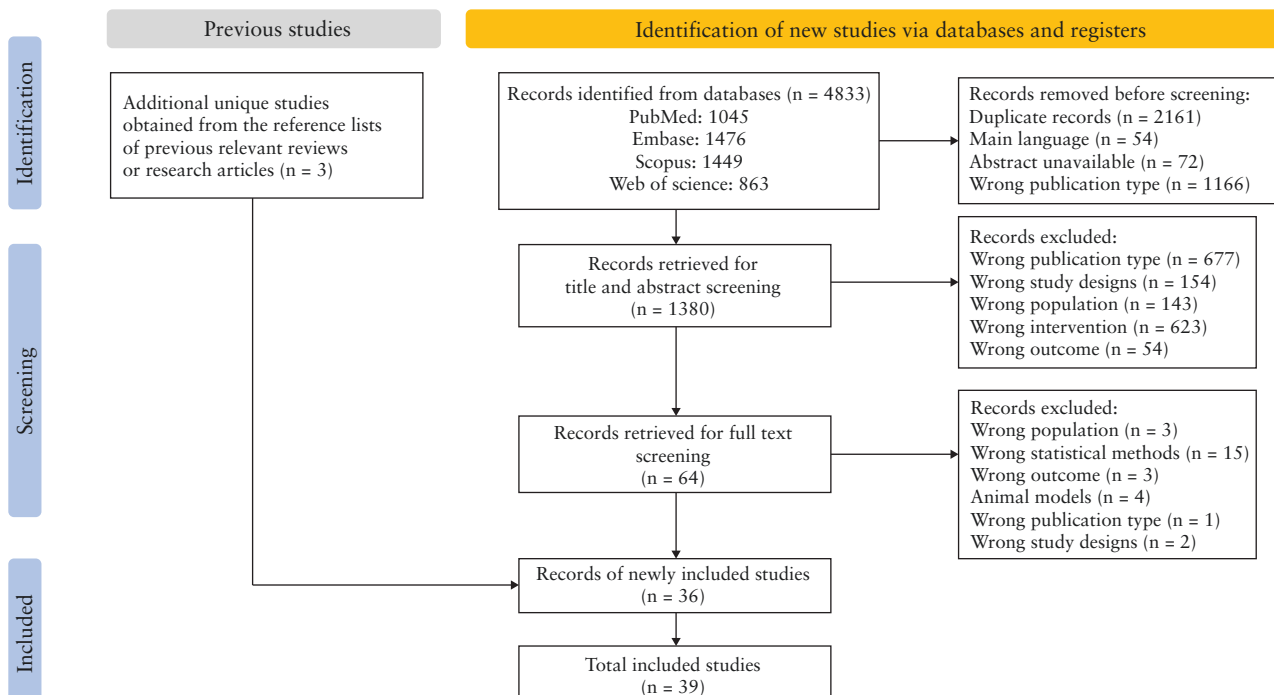 Previous studies
Identification of new studies via databases and registers
Identification
Additional unique studies
obtained from the reference lists
of previous relevant reviews
or research articles (n = 3)
Records identified from databases (n = 4833)
PubMed: 1045
Embase: 1476
Scopus: 1449
Web of science: 863
Records removed before screening:
Duplicate records (n = 2161)
Main language (n = 54)
Abstract unavailable (n = 72)
Wrong publication type (n = 1166)
Screening
Records retrieved for
title and abstract screening
(n = 1380)
Records excluded:
Wrong publication type (n = 677)
Wrong study designs (n = 154)
Wrong population (n = 143)
Wrong intervention (n = 623)
Wrong outcome (n = 54)
Records retrieved for full text
screening
(n = 64)
Records excluded:
Wrong population (n = 3)
Wrong statistical methods (n = 15)
Wrong outcome (n = 3)
Animal models (n = 4)
Wrong publication type (n = 1)
Wrong study designs (n = 2)
Included
Records of newly included studies
(n = 36)
Total included studies
(n = 39)